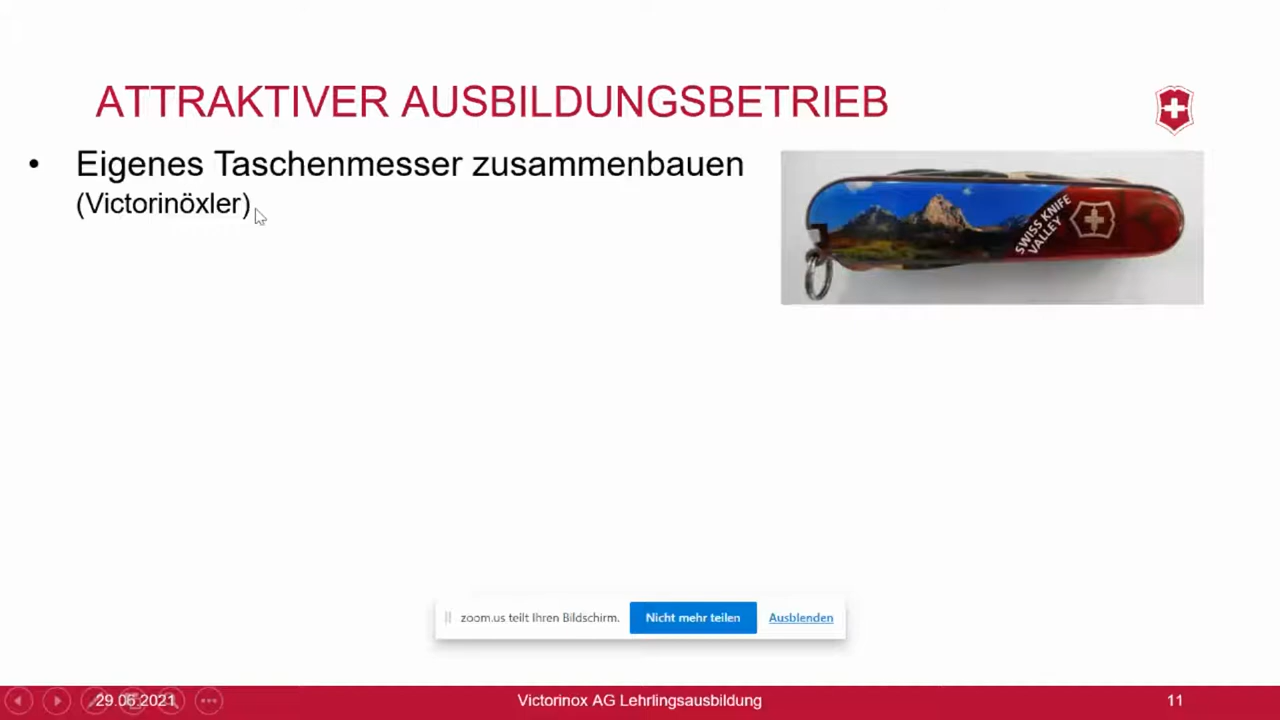 ATTRAKTIVER AUSBILDUNGSBETRIEB
• Eigenes Taschenmesser zusammenbauen
(Victorinöxler)
SWISS KNIFE
VALLEY
zoom.us teilt Ihren Bildschirm.
Nicht mehr teilen
Ausblenden
29.06.2021
Victorinox AG Lehrlingsausbildung
11